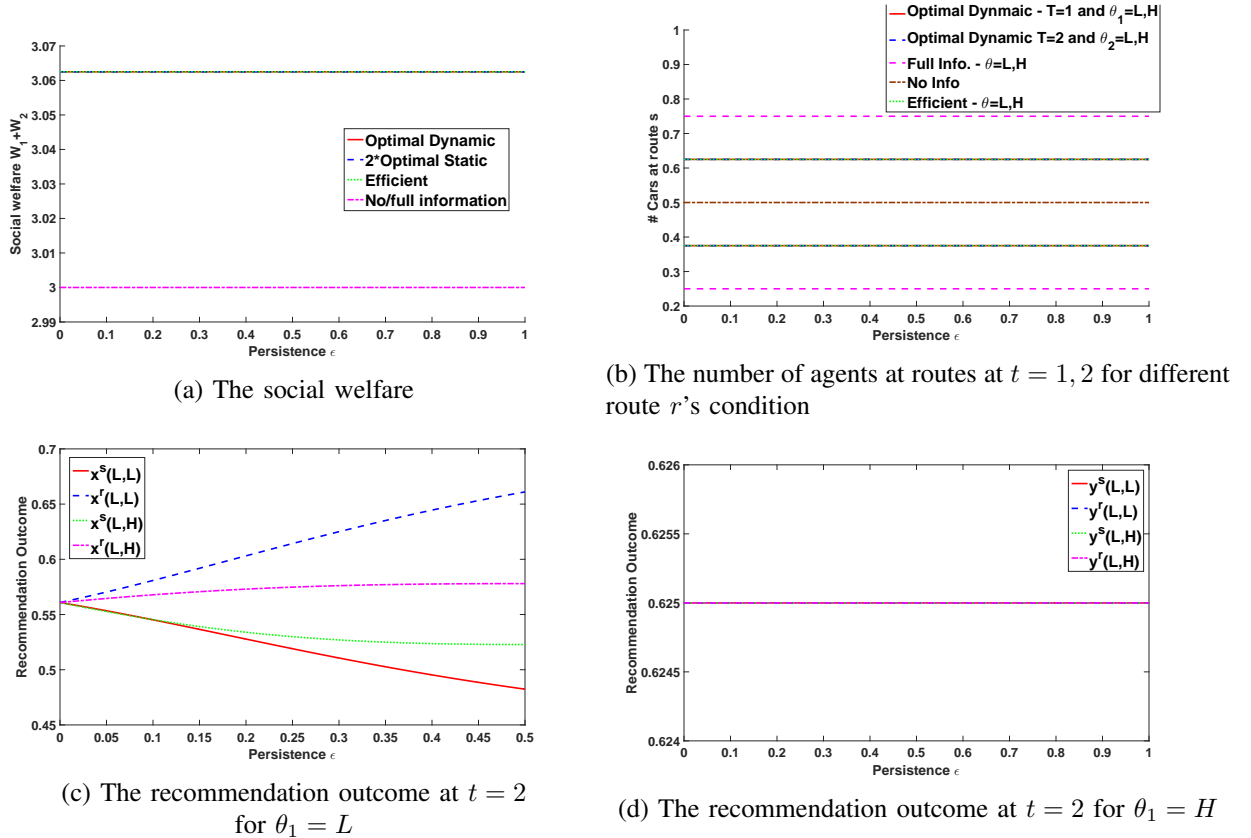 3.07
3.06
3.05
3.04
3.03
3.02
3.01
3
2.99
Social welfare W1+W2
Optimal Dynamic
2*Optimal Static
Efficient
No/full information
0 0.1 0.2 0.3 0.4 0.5 0.6 0.7 0.8 0.9 1
Persistence ϵ
(a) The social welfare
Optimal Dynmaic - T=1 and θ1=L,H
Optimal Dynamic T=2 and θ2=L,H
Full Info. - θ=L,H
No Info
Efficient - θ=L,H
1
0.9
0.8
0.7
0.6
0.5
0.4
0.3
0.2
# Cars at route s
0 0.1 0.2 0.3 0.4 0.5 0.6 0.7 0.8 0.9 1
Persistence ϵ
(b) The number of agents at routes at t = 1, 2 for different
route r's condition
0.7
0.65
0.6
0.55
0.5
0.45
Recommendation Outcome
x^s(L,L)
x^r(L,L)
x^s(L,H)
x^r(L,H)
0 0.05 0.1 0.15 0.2 0.25 0.3 0.35 0.4 0.45 0.5
Persistence ϵ
(c) The recommendation outcome at t = 2
for θ1 = L
0.626
0.6255
0.625
0.6245
0.624
Recommendation Outcome
y^s(L,L)
y^r(L,L)
y^s(L,H)
y^r(L,H)
0 0.1 0.2 0.3 0.4 0.5 0.6 0.7 0.8 0.9 1
Persistence ϵ
(d) The recommendation outcome at t = 2 for θ1 = H